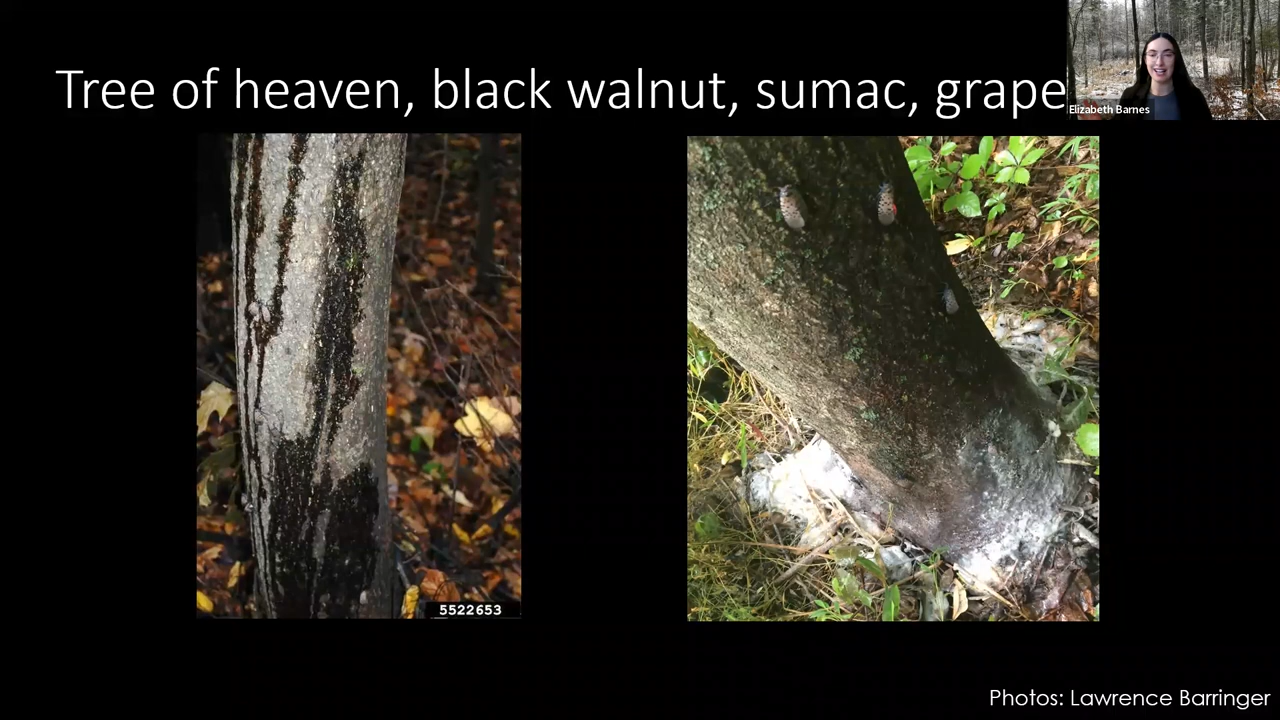 Tree of heaven, black walnut, sumac, grape
Elizabeth Barnes
5522653
Photos: Lawrence Barringer